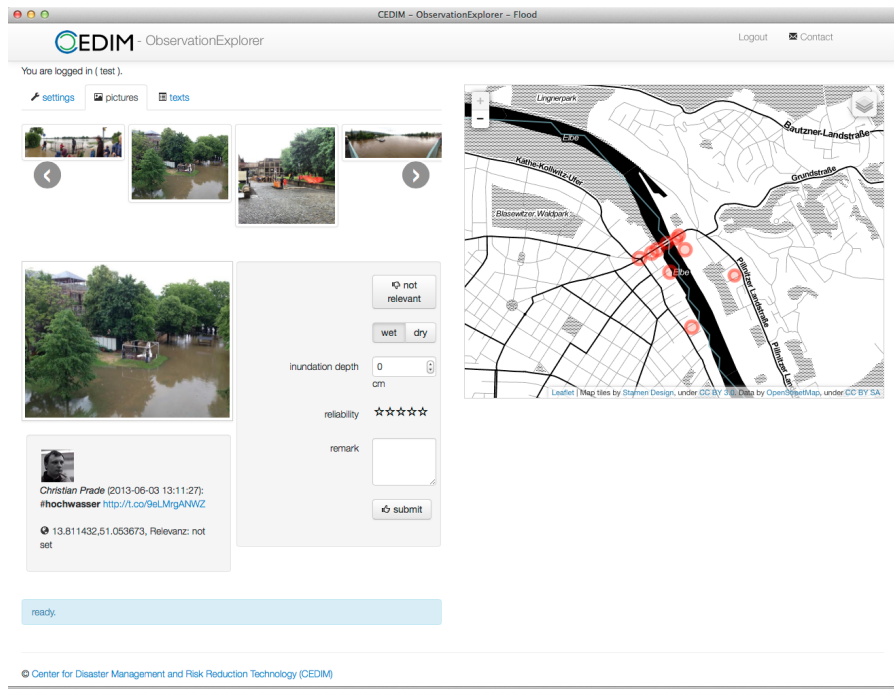 CEDIM – ObservationExplorer – Flood
CEDIM - ObservationExplorer
Logout Contact
You are logged in ( test ).
settings pictures texts
not
relevant
wet dry
inundation depth 0
cm
reliability
remark
submit
Christian Prade (2013-06-03 13:11:27):
#hochwasser http://t.co/9eLMrgANWZ
13.811432,51.053673, Relevanz: not
set
ready.
© Center for Disaster Management and Risk Reduction Technology (CEDIM)
+
-
Lingnerpark
Elbe
Bautzner-Landstraße
Käthe-Kollwitz-Ufer
Grundstraße
Blasewitzer Waldpark
Elbe
Pillnitzer Landstraße
Pillnitzer
Leaflet | Map tiles by Stamen Design, under CC BY 3.0. Data by OpenStreetMap, under CC BY SA